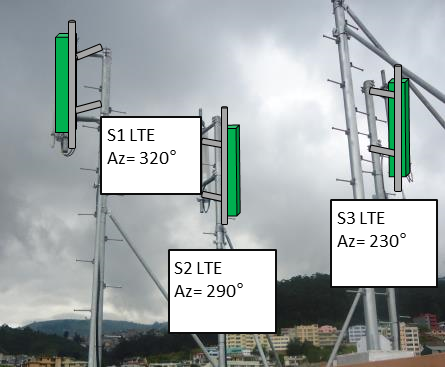 S1 LTE
Az= 320°
S2 LTE
Az= 290°
S3 LTE
Az= 230°